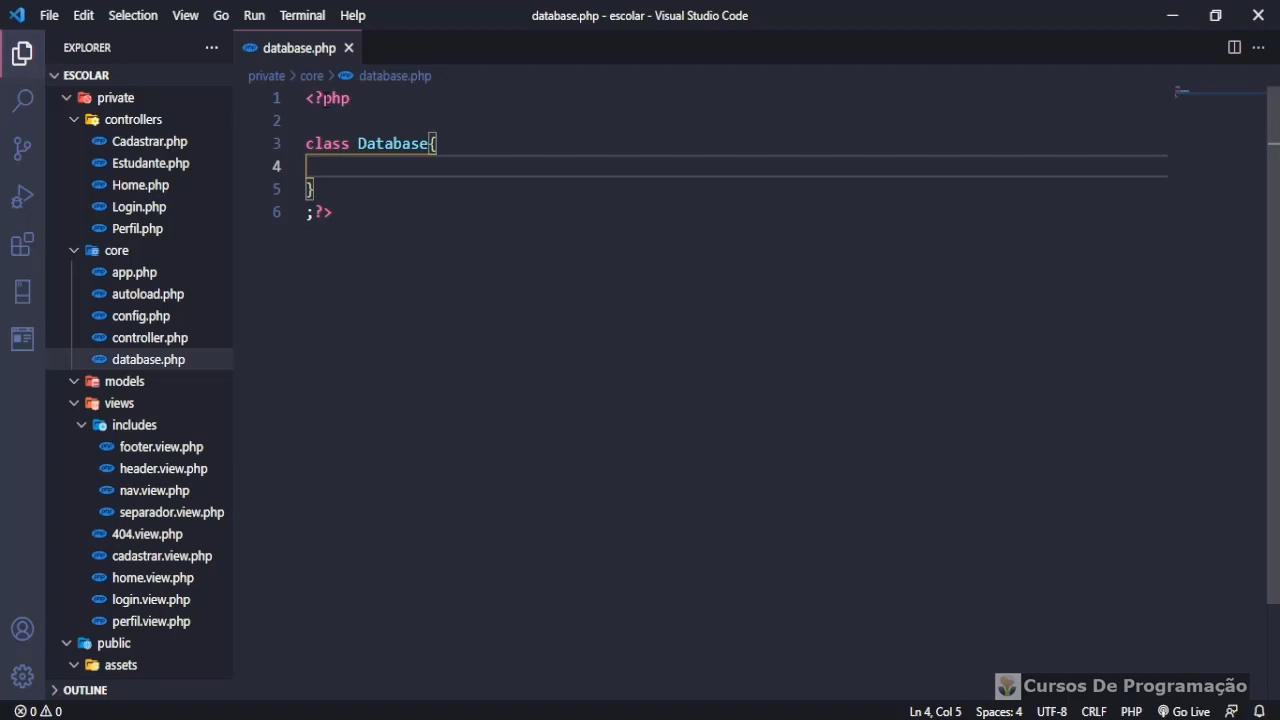 File Edit Selection View Go Run Terminal Help
database.php - escolar - Visual Studio Code
EXPLORER
database.php
ESCOLAR
private > core > database.php
private
controllers
Cadastrar.php
Estudante.php
Home.php
Login.php
Perfil.php
core
app.php
autoload.php
config.php
controller.php
database.php
models
views
includes
footer.view.php
header.view.php
nav.view.php
separador.view.php
404.view.php
cadastrar.view.php
home.view.php
login.view.php
perfil.view.php
public
assets
OUTLINE
1 <?php
2
3 class Database{
4
5 }
6 ;?>
Cursos De Programação
0 0
Ln 4, Col 5 Spaces: 4 UTF-8 CRLF PHP Go Live